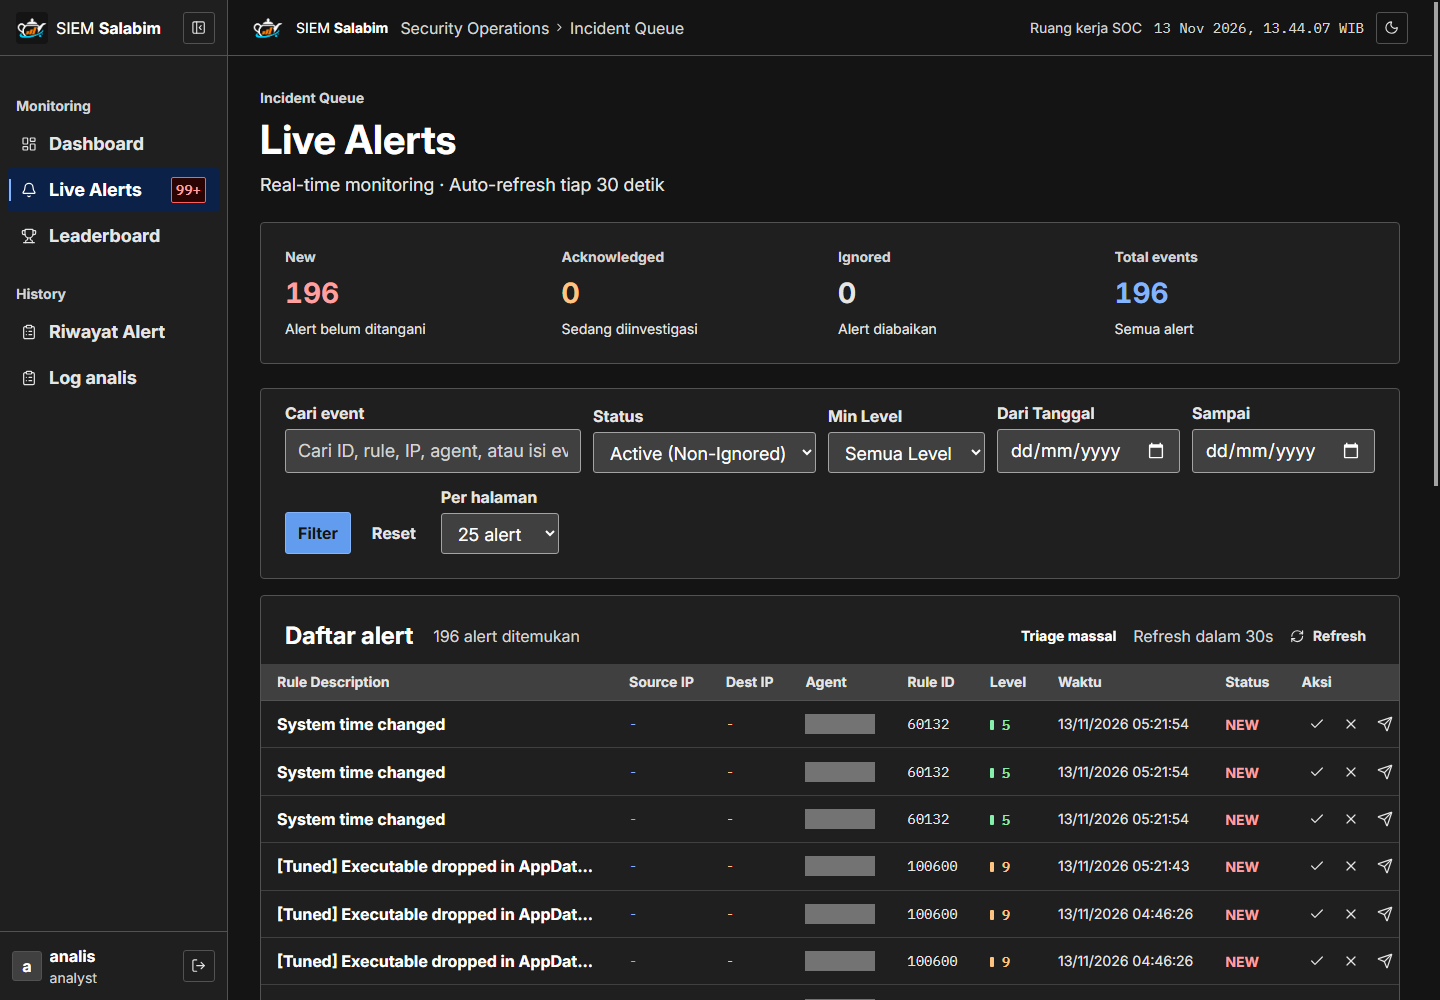 SIEM Salabim
SIEM Salabim Security Operations › Incident Queue
Ruang kerja SOC 13 Nov 2026, 13.44.07 WIB
Monitoring
Dashboard
Live Alerts 99+
Leaderboard
History
Riwayat Alert
Log analis
a
analis
analyst
Incident Queue
Live Alerts
Real-time monitoring · Auto-refresh tiap 30 detik
New
196
Alert belum ditangani
Acknowledged
0
Sedang diinvestigasi
Ignored
0
Alert diabaikan
Total events
196
Semua alert
Cari event
Cari ID, rule, IP, agent, atau isi ev
Status
Active (Non-Ignored)
Min Level
Semua Level
Dari Tanggal
dd/mm/yyyy
Sampai
dd/mm/yyyy
Filter
Reset
Per halaman
25 alert
Daftar alert 196 alert ditemukan
Triage massal Refresh dalam 30s Refresh
Rule Description Source IP Dest IP Agent Rule ID Level Waktu Status Aksi
System time changed - - 60132 5 13/11/2026 05:21:54 NEW
System time changed - - 60132 5 13/11/2026 05:21:54 NEW
System time changed - - 60132 5 13/11/2026 05:21:54 NEW
[Tuned] Executable dropped in AppDat... - - 100600 9 13/11/2026 05:21:43 NEW
[Tuned] Executable dropped in AppDat... - - 100600 9 13/11/2026 04:46:26 NEW
[Tuned] Executable dropped in AppDat... - - 100600 9 13/11/2026 04:46:26 NEW